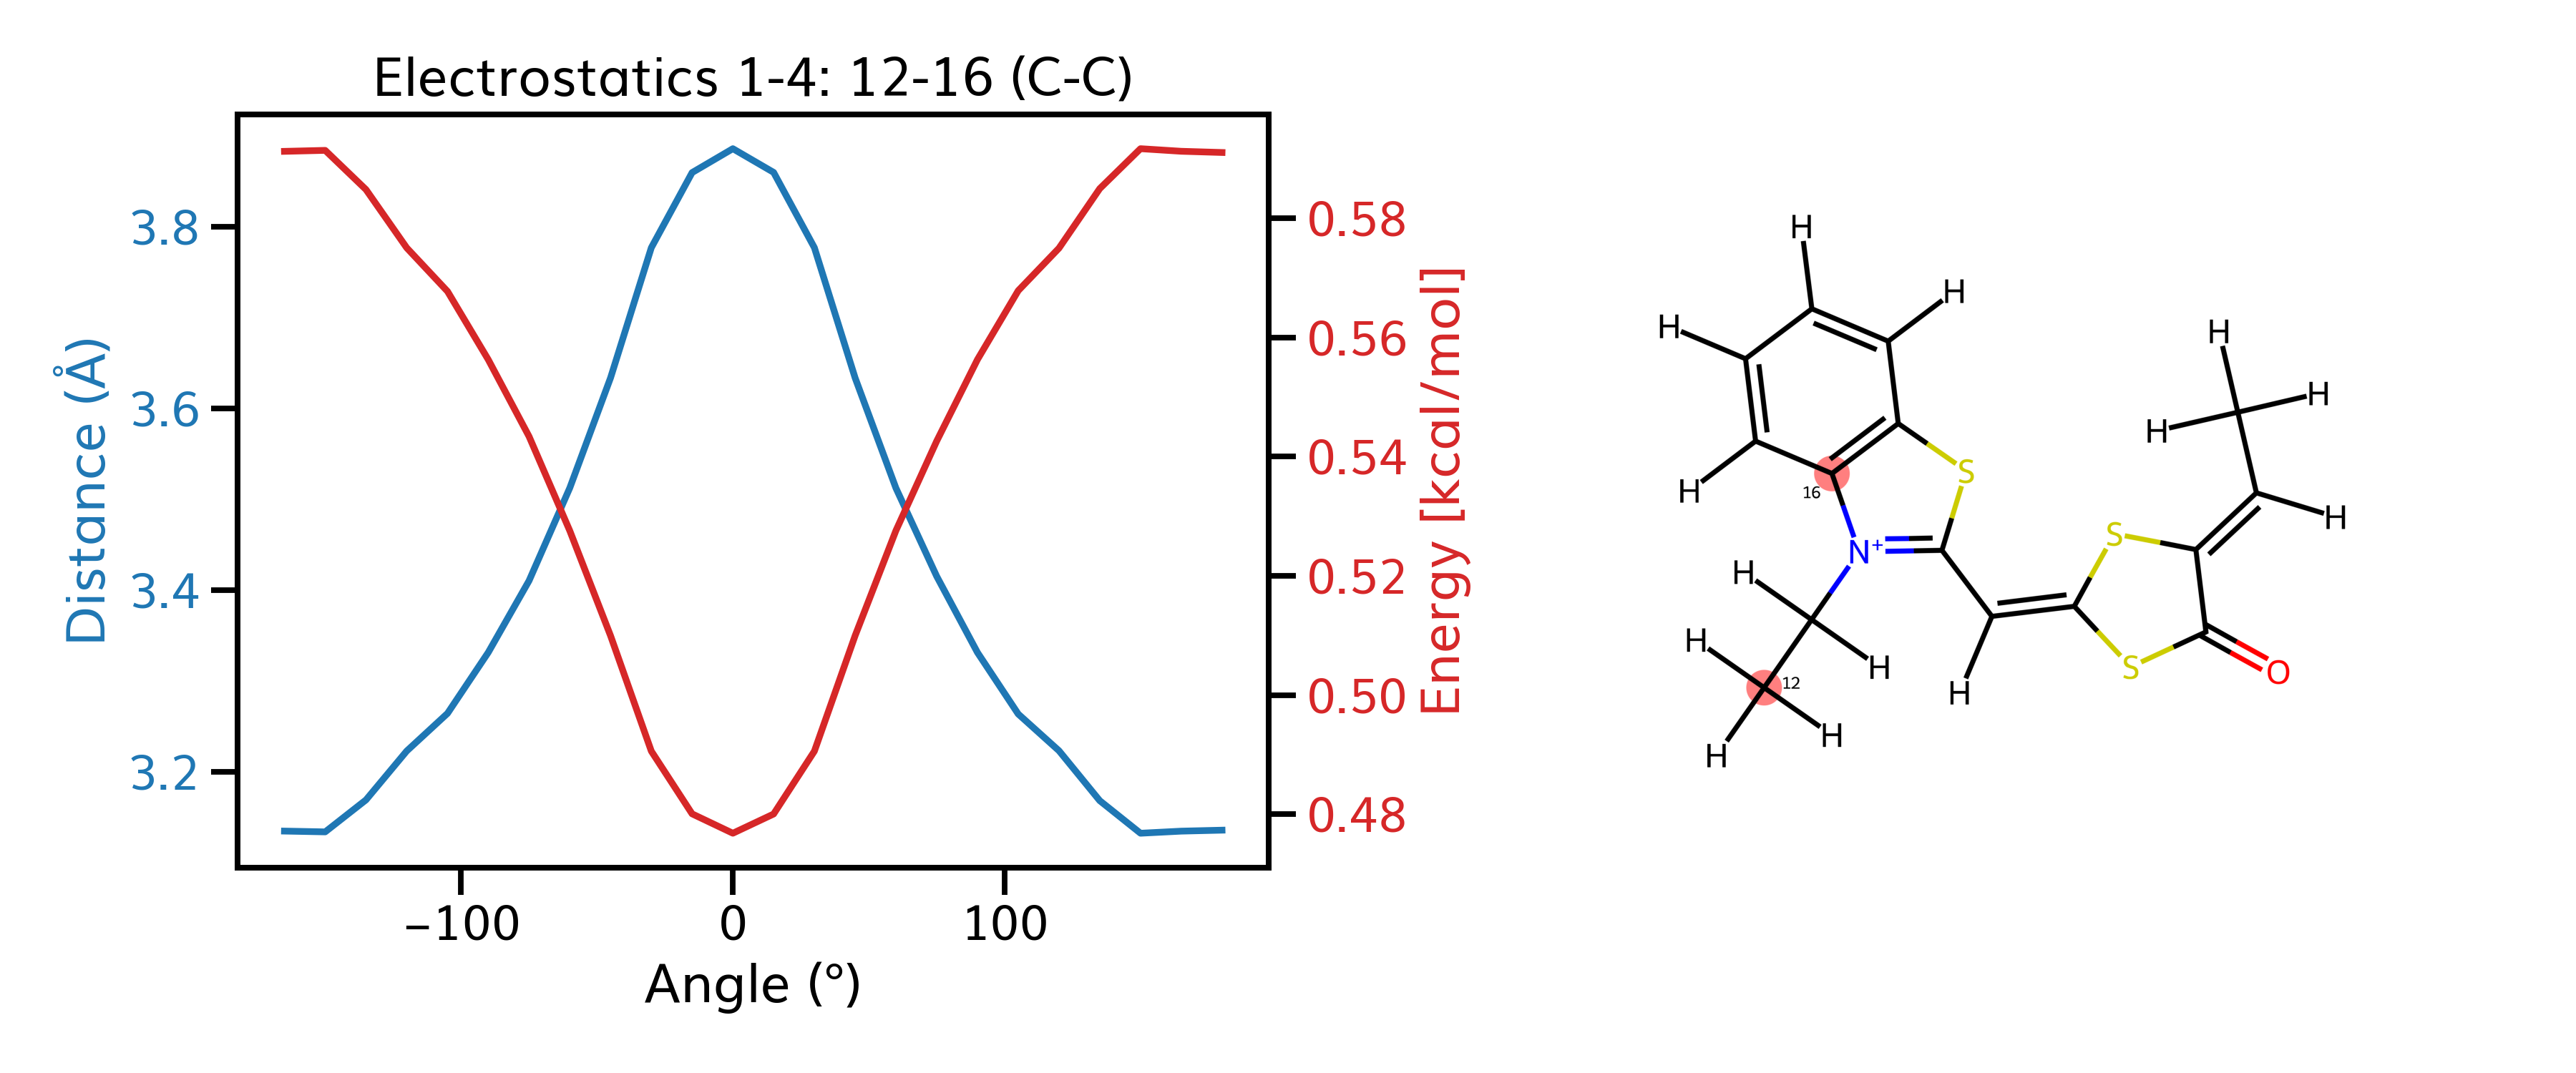 Electrostatics 1-4: 12-16 (C-C)
Distance (Å)
3.8
3.6
3.4
3.2
−100
0
100
Angle (°)
0.58
0.56
0.54
0.52
0.50
0.48
Energy [kcal/mol]
H
H
H
H
H
H
H
H
S
16
S
N+
H
H
H
S
O
12
H
H
H